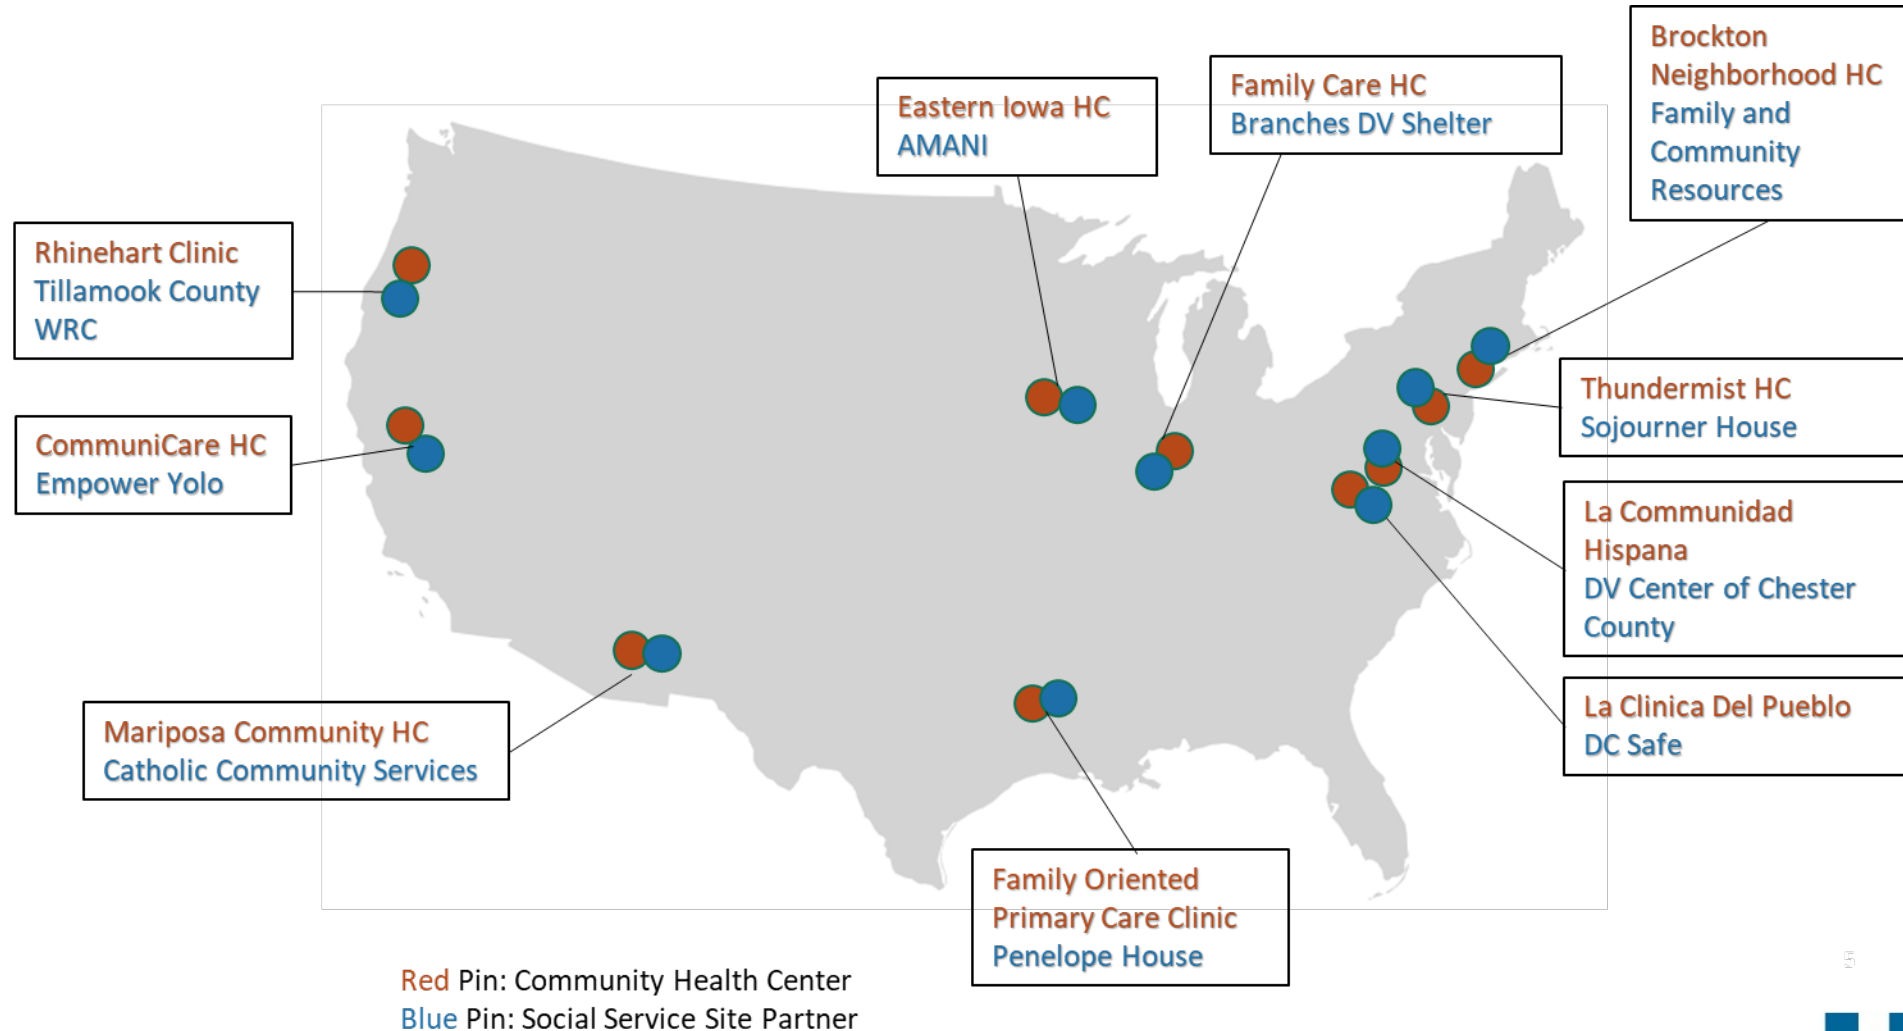 Brockton
Neighborhood HC
Family and
Community
Resources
Family Care HC
Branches DV Shelter
Eastern Iowa HC
AMANI
Rhinehart Clinic
Tillamook County
WRC
Thundermist HC
Sojourner House
CommuniCare HC
Empower Yolo
La Communidad
Hispana
DV Center of Chester
County
La Clinica Del Pueblo
DC Safe
Mariposa Community HC
Catholic Community Services
Family Oriented
Primary Care Clinic
Penelope House
5
Red Pin: Community Health Center
Blue Pin: Social Service Site Partner